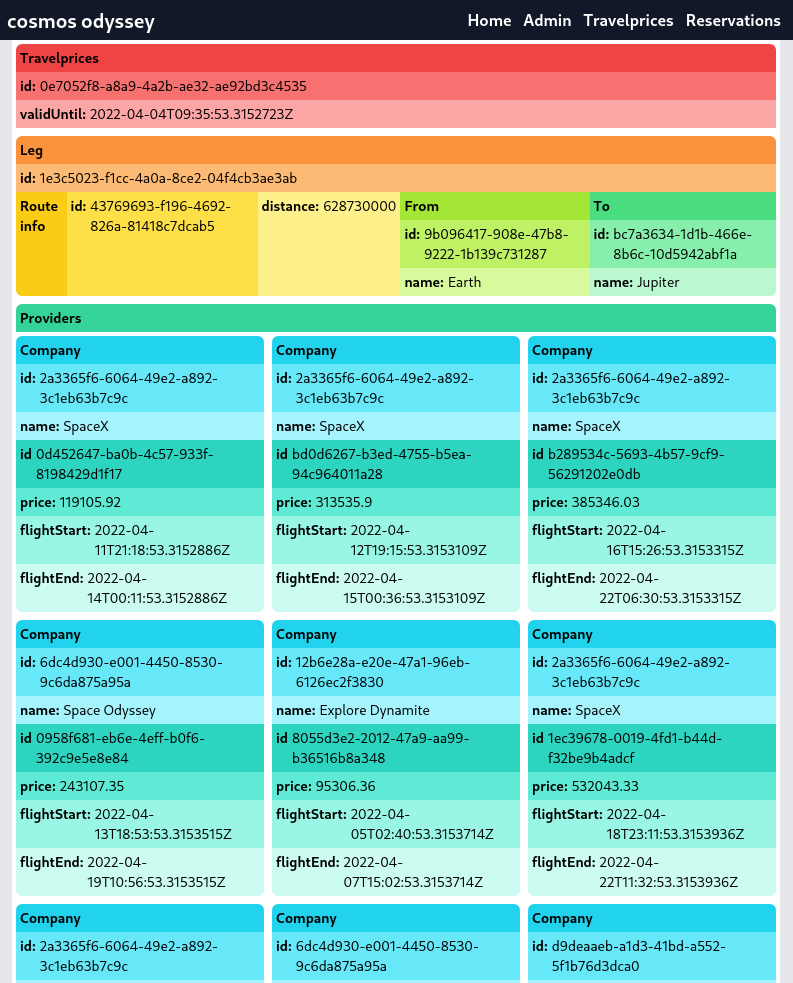 cosmos odyssey
Home Admin Travelprices Reservations
Travelprices
id: 0e7052f8-a8a9-4a2b-ae32-ae92bd3c4535
validUntil: 2022-04-04T09:35:53.3152723Z
Leg
id: 1e3c5023-f1cc-4a0a-8ce2-04f4cb3ae3ab
Route
info
id: 43769693-f196-4692-
826a-81418c7dcab5
distance: 628730000
From
id: 9b096417-908e-47b8-
9222-1b139c731287
name: Earth
To
id: bc7a3634-1d1b-466e-
8b6c-10d5942abf1a
name: Jupiter
Providers
Company
id: 2a3365f6-6064-49e2-a892-
3c1eb63b7c9c
name: SpaceX
id 0d452647-ba0b-4c57-933f-
8198429d1f17
price: 119105.92
flightStart: 2022-04-
11T21:18:53.3152886Z
flightEnd: 2022-04-
14T00:11:53.3152886Z
Company
id: 2a3365f6-6064-49e2-a892-
3c1eb63b7c9c
name: SpaceX
id bd0d6267-b3ed-4755-b5ea-
94c964011a28
price: 313535.9
flightStart: 2022-04-
12T19:15:53.3153109Z
flightEnd: 2022-04-
15T00:36:53.3153109Z
Company
id: 2a3365f6-6064-49e2-a892-
3c1eb63b7c9c
name: SpaceX
id b289534c-5693-4b57-9cf9-
56291202e0db
price: 385346.03
flightStart: 2022-04-
16T15:26:53.3153315Z
flightEnd: 2022-04-
22T06:30:53.3153315Z
Company
id: 6dc4d930-e001-4450-8530-
9c6da875a95a
name: Space Odyssey
id 0958f681-eb6e-4eff-b0f6-
392c9e5e8e84
price: 243107.35
flightStart: 2022-04-
13T18:53:53.3153515Z
flightEnd: 2022-04-
19T10:56:53.3153515Z
Company
id: 12b6e28a-e20e-47a1-96eb-
6126ec2f3830
name: Explore Dynamite
id 8055d3e2-2012-47a9-aa99-
b36516b8a348
price: 95306.36
flightStart: 2022-04-
05T02:40:53.3153714Z
flightEnd: 2022-04-
07T15:02:53.3153714Z
Company
id: 2a3365f6-6064-49e2-a892-
3c1eb63b7c9c
name: SpaceX
id 1ec39678-0019-4fd1-b44d-
f32be9b4adcf
price: 532043.33
flightStart: 2022-04-
18T23:11:53.3153936Z
flightEnd: 2022-04-
22T11:32:53.3153936Z
Company
id: 2a3365f6-6064-49e2-a892-
3c1eb63b7c9c
Company
id: 6dc4d930-e001-4450-8530-
9c6da875a95a
Company
id: d9deaaeb-a1d3-41bd-a552-
5f1b76d3dca0